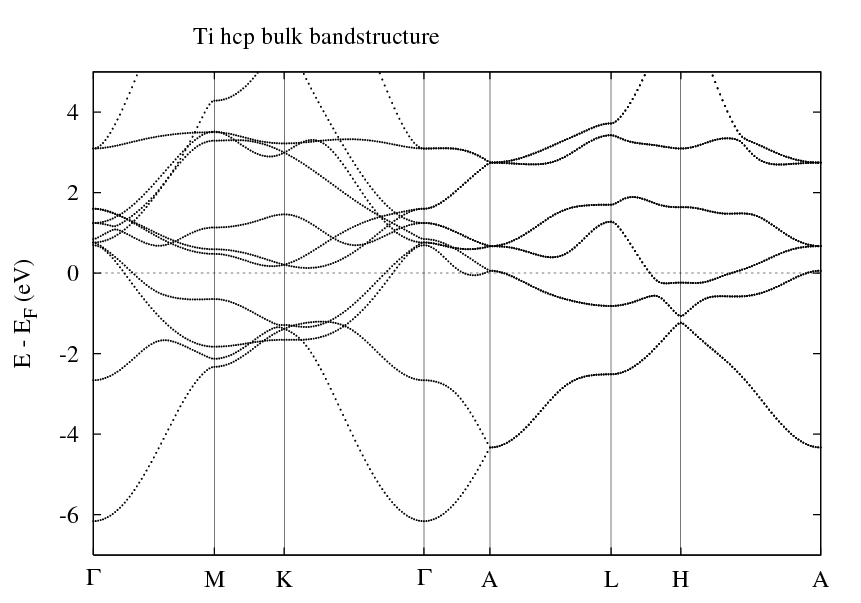 Ti hcp bulk bandstructure
E - E_F (eV)
4
2
0
-2
-4
-6
Γ M K Γ A L H A